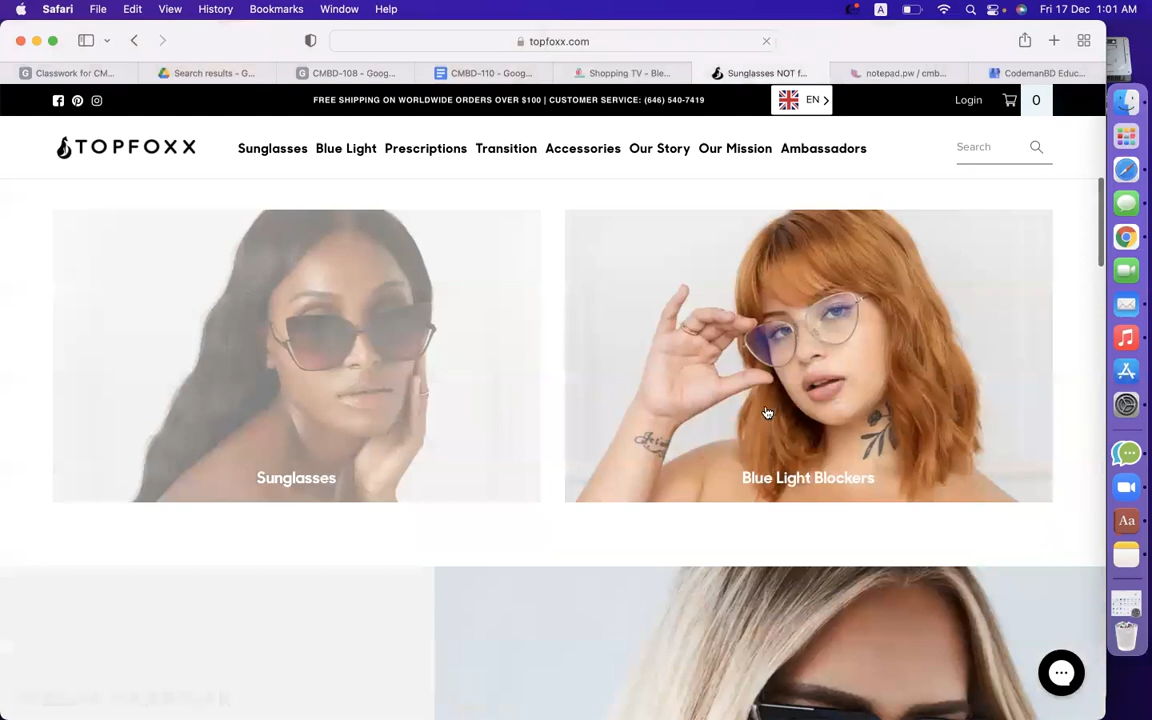 Safari File Edit View History Bookmarks Window Help A Fri 17 Dec 1:01 AM
topfoxx.com
Classwork for CM... Search results - G... CMBD-108 - Goog... CMBD-110 - Goog... Shopping TV - Ble... Sunglasses NOT f... notepad.pw / cmb... CodemanBD Educ...
FREE SHIPPING ON WORLDWIDE ORDERS OVER $100 | CUSTOMER SERVICE: (646) 540-7419 EN Login 0
TOPFOXX Sunglasses Blue Light Prescriptions Transition Accessories Our Story Our Mission Ambassadors Search
Sunglasses Blue Light Blockers
Aa